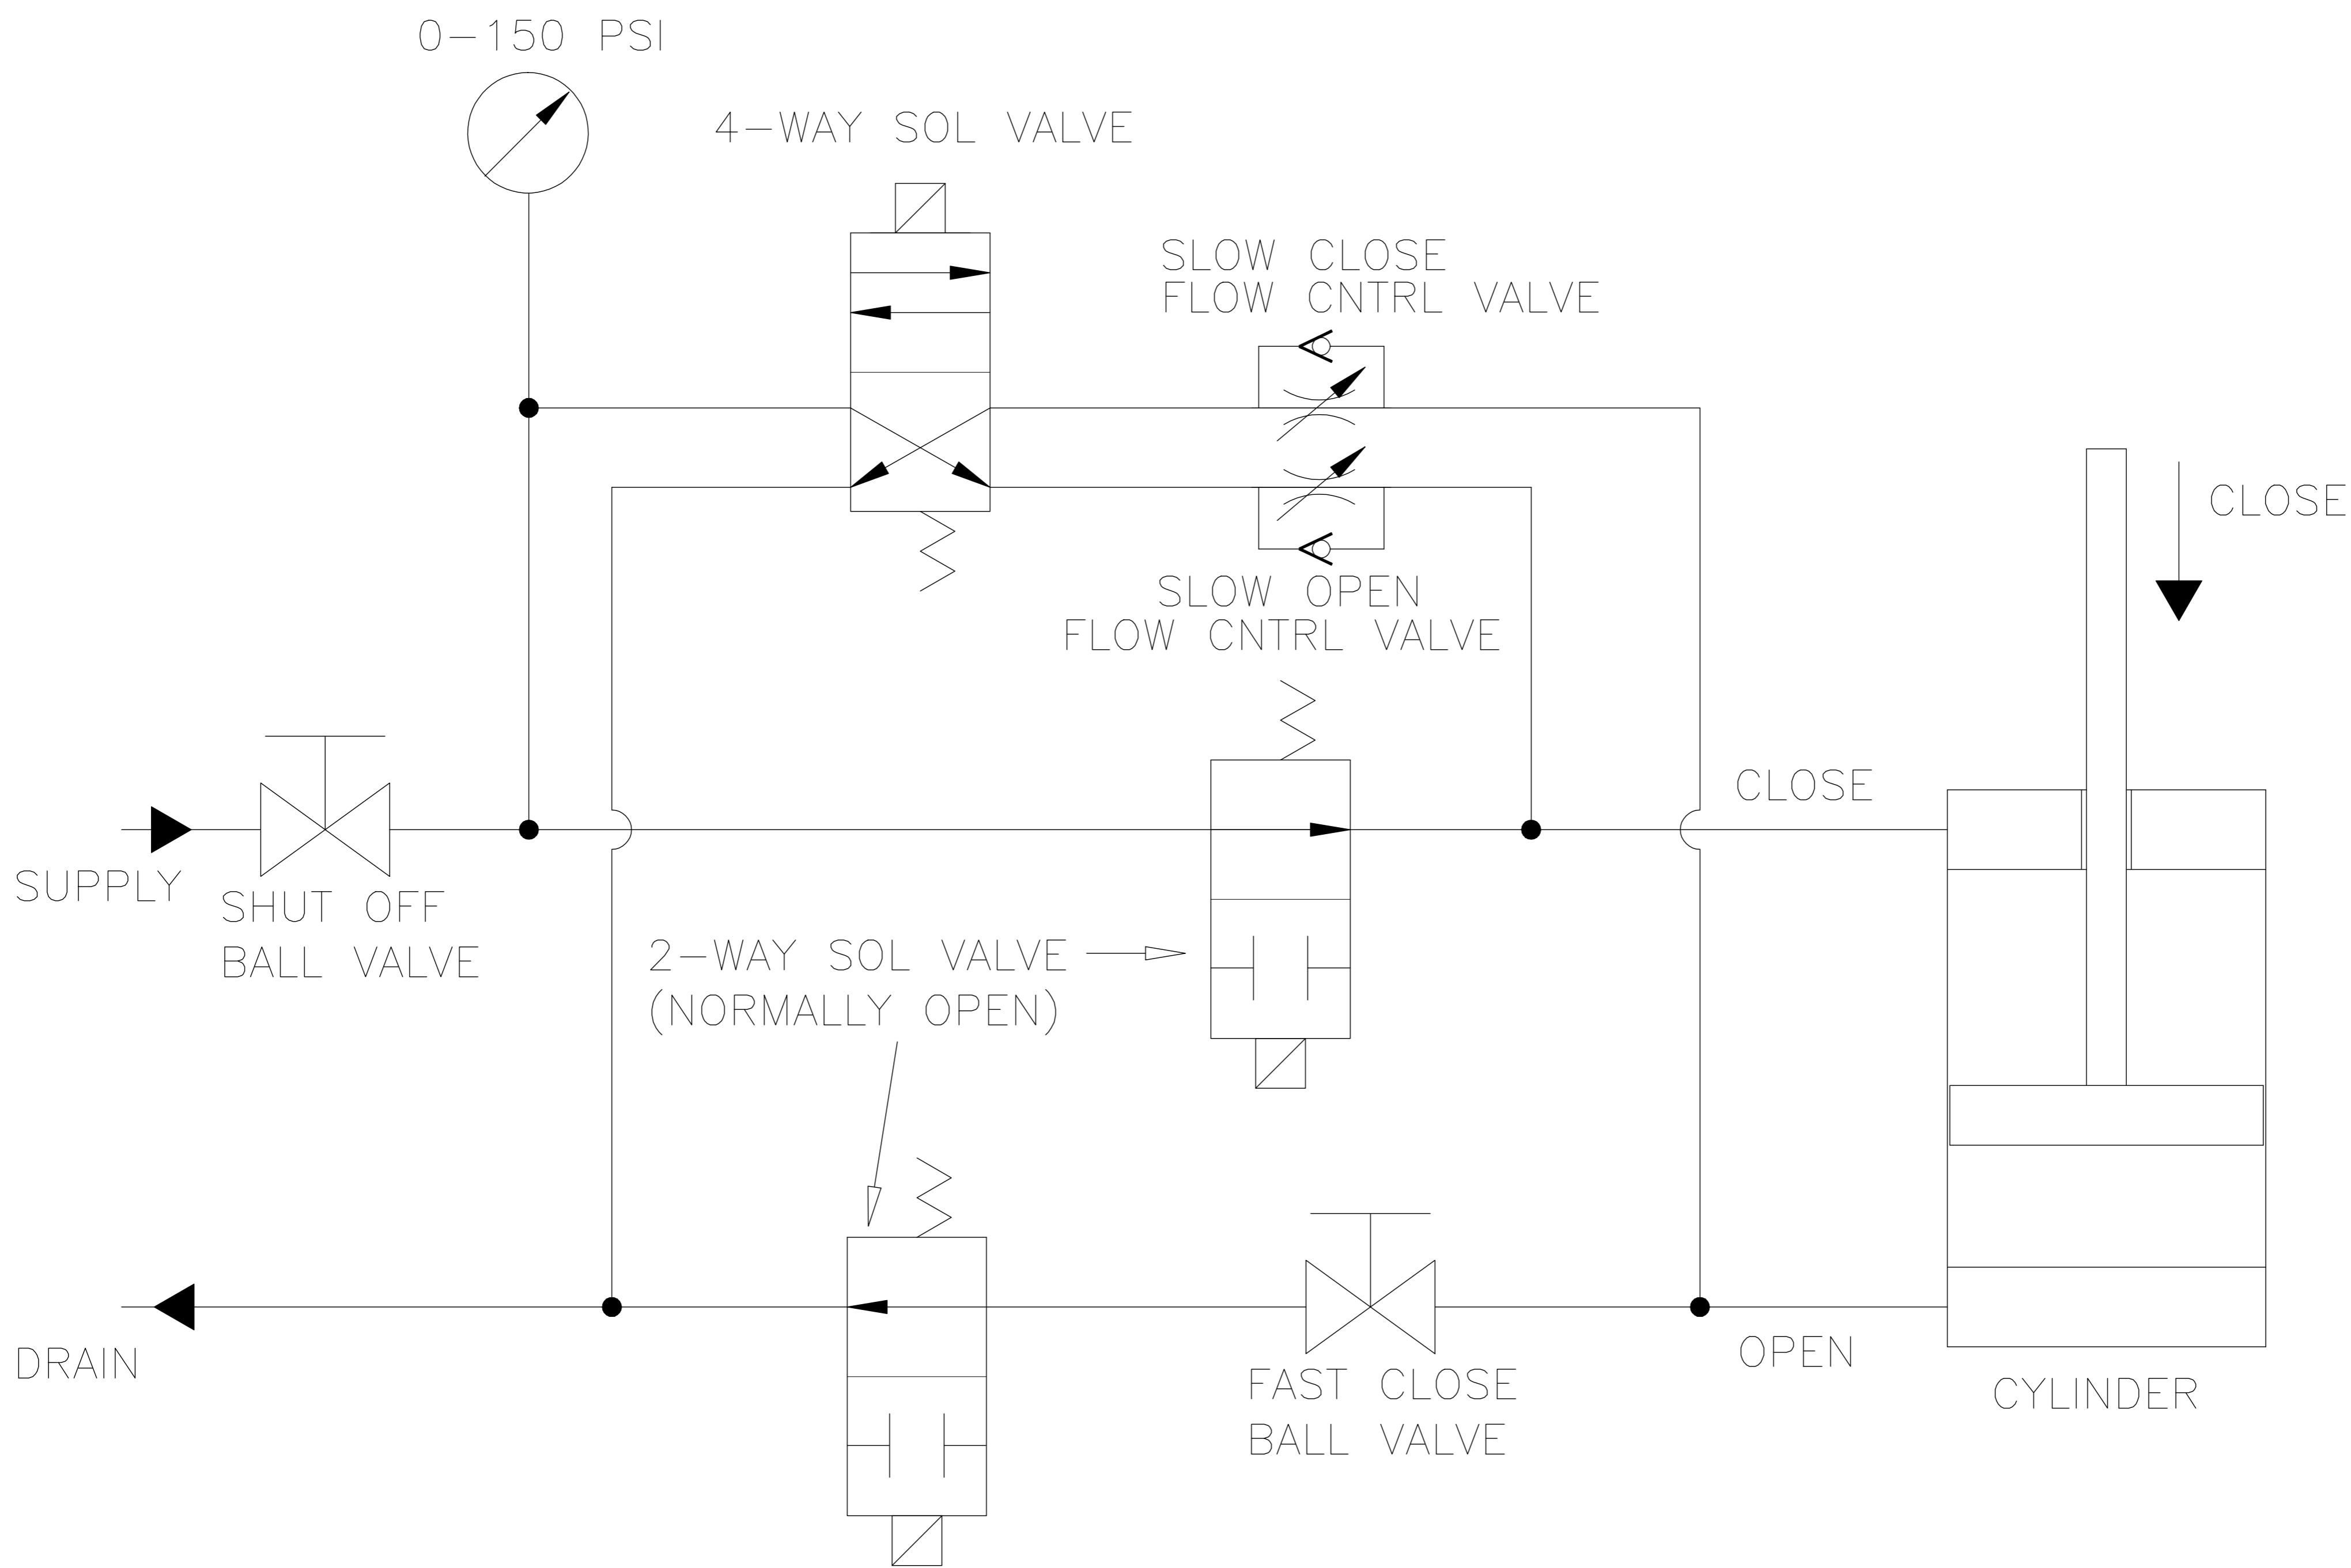 0-150 PSI
4-WAY SOL VALVE
SLOW CLOSE
FLOW CNTRL VALVE
CLOSE
SLOW OPEN
FLOW CNTRL VALVE
CLOSE
SUPPLY
SHUT OFF
BALL VALVE
2-WAY SOL VALVE
(NORMALLY OPEN)
DRAIN
OPEN
FAST CLOSE
BALL VALVE
CYLINDER